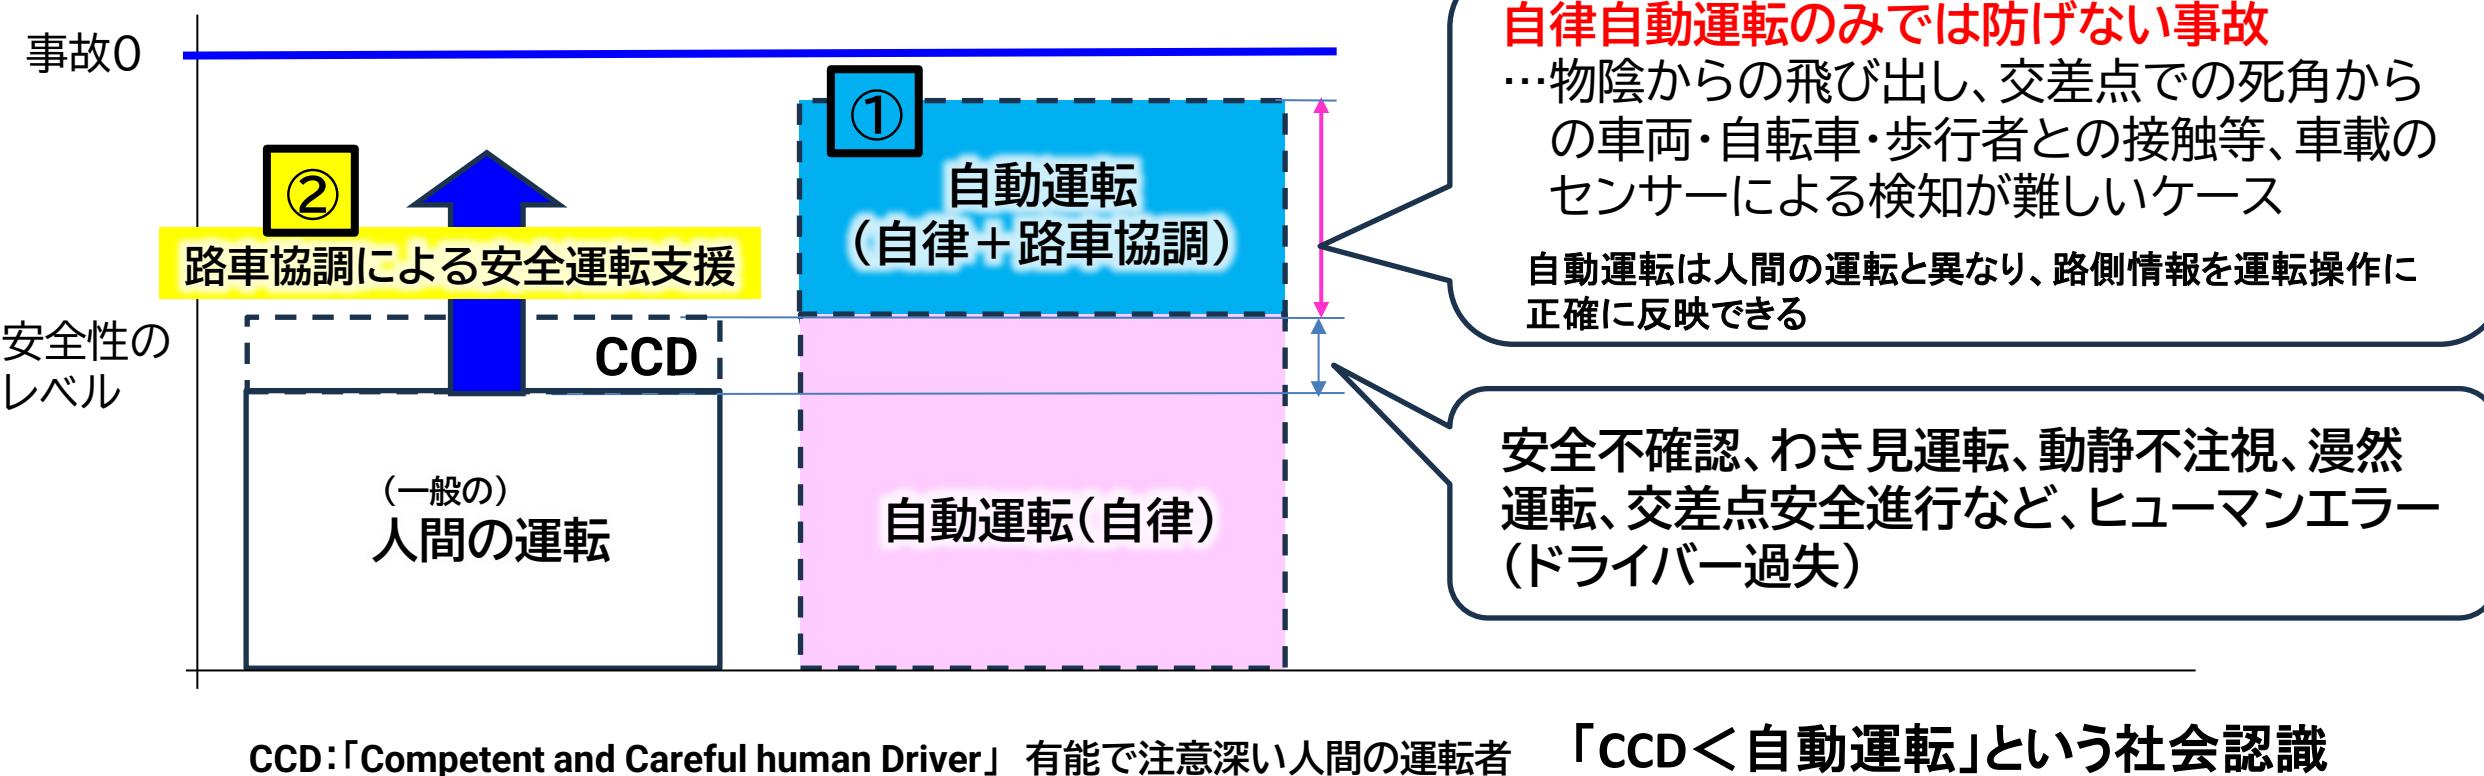 事故0
安全性の
レベル
②
路車協調による安全運転支援
CCD
（一般の）
人間の運転
①
自動運転
（自律＋路車協調）
自動運転（自律）
自律自動運転のみでは防げない事故
…物陰からの飛び出し、交差点での死角から
の車両・自転車・歩行者との接触等、車載の
センサーによる検知が難しいケース
自動運転は人間の運転と異なり、路側情報を運転操作に
正確に反映できる
安全不確認、わき見運転、動静不注視、漫然
運転、交差点安全進行など、ヒューマンエラー
（ドライバー過失）
CCD：「Competent and Careful human Driver」 有能で注意深い人間の運転者
「CCD＜自動運転」という社会認識